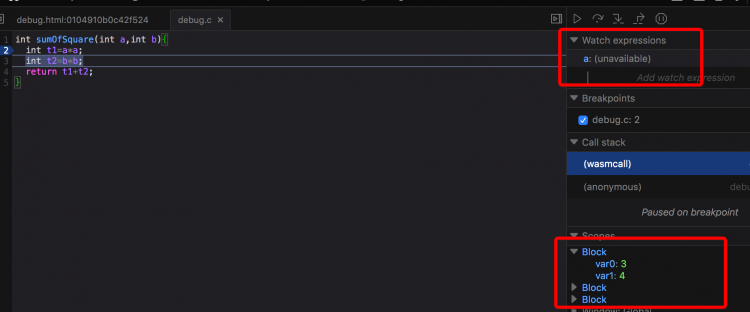 debug.html:0104910b0c42f524
debug.c ×
1 int sumOfSquare(int a,int b){
2 int t1=a*a;
3 int t2=b*b;
4 return t1+t2;
5 }
Watch expressions
a: (unavailable)
Add watch expression
Breakpoints
debug.c: 2
Call stack
(wasmcall)
(anonymous) debu
Paused on breakpoint
Scopes
Block
var0: 3
var1: 4
Block
Block
Window: Global